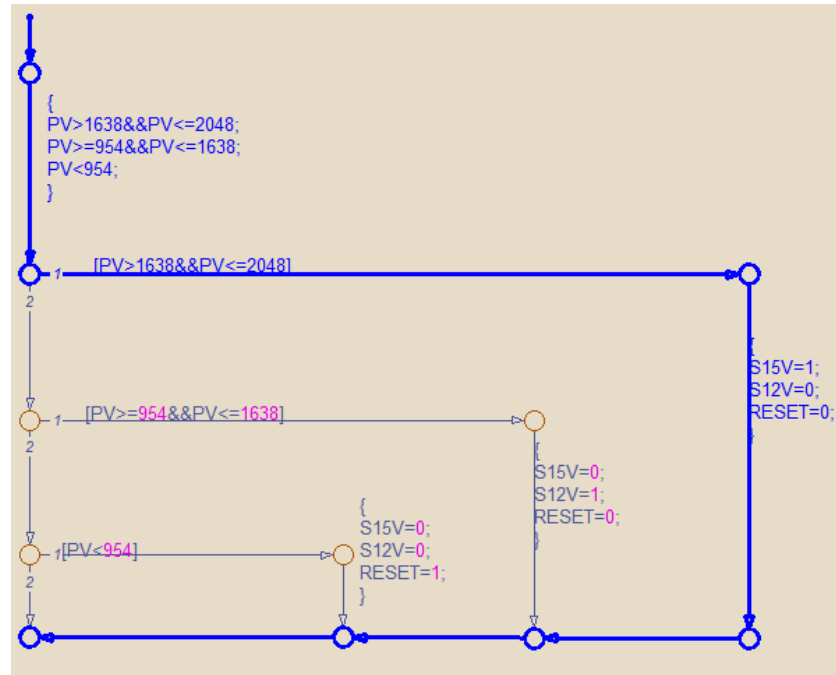 {
PV>1638&&PV<=2048;
PV>=954&&PV<=1638;
PV<954;
}
1 [PV>1638&&PV<=2048]
2
{
S15V=1;
S12V=0;
RESET=0;
}
1 [PV>=954&&PV<=1638]
2
{
S15V=0;
S12V=1;
RESET=0;
}
{
S15V=0;
S12V=0;
RESET=1;
}
1 [PV<954]
2